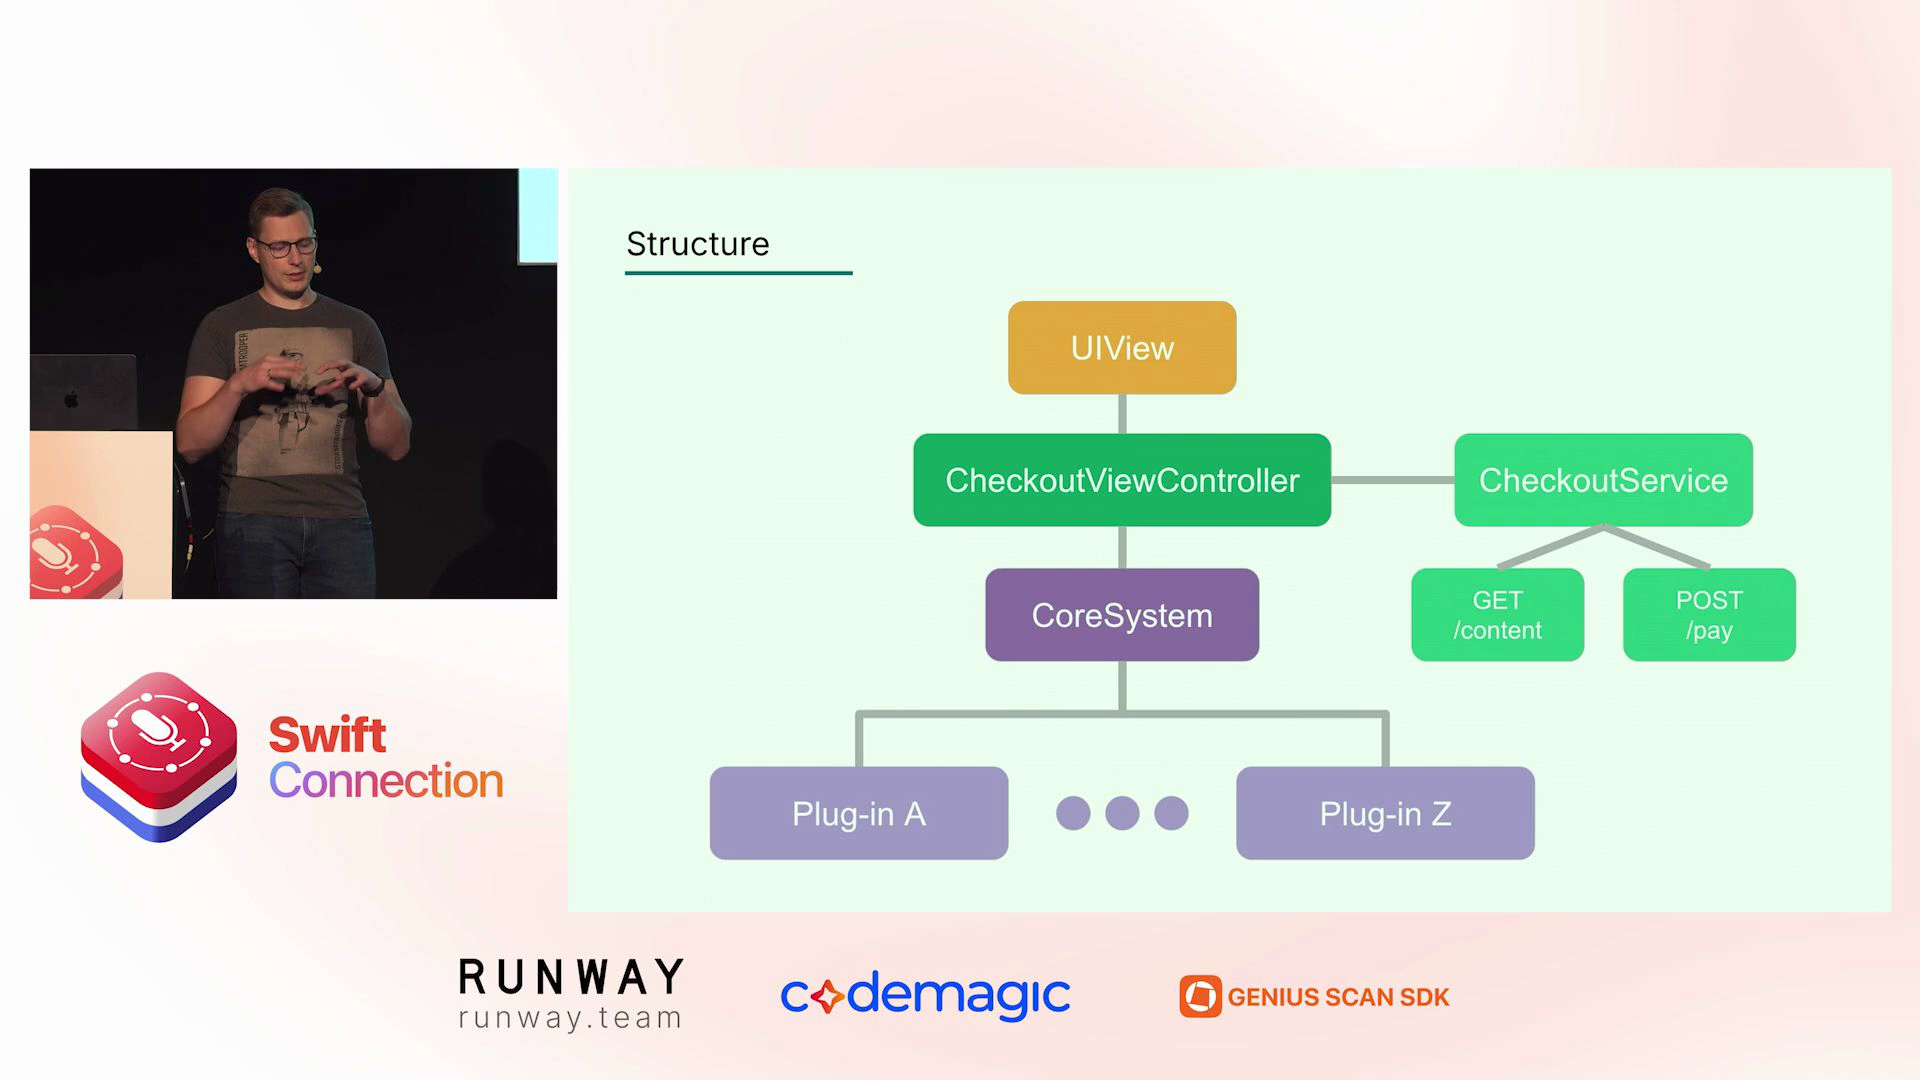 Structure
UIView
CheckoutViewController
CheckoutService
CoreSystem
GET
/content
POST
/pay
Plug-in A
Plug-in Z
STORMTROOPER
Swift
Connection
RUNWAY
runway.team
codemagic
GENIUS SCAN SDK